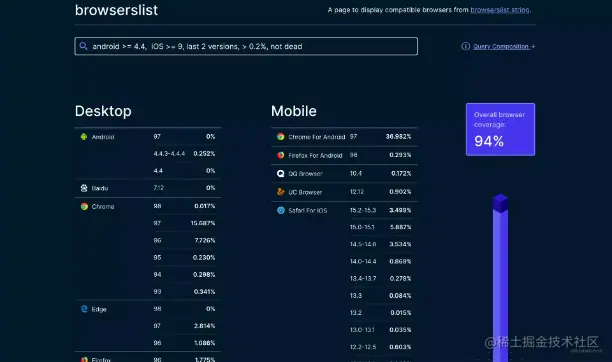 browserslist
A page to display compatible browsers from browserslist string.
android >= 4.4, iOS >= 9, last 2 versions, > 0.2%, not dead
Query Composition →
Desktop
Android 97 0%
4.4.3-4.4.4 0.252%
4.4 0%
Baidu 7.12 0%
Chrome 98 0.017%
97 15.687%
96 7.726%
95 0.230%
94 0.298%
93 0.341%
Edge 98 0%
97 2.814%
96 1.086%
Firefox 96 1.775%
Mobile
Chrome For Android 97 36.982%
Firefox For Android 96 0.293%
QQ Browser 10.4 0.172%
UC Browser 12.12 0.902%
Safari For IOS 15.2-15.3 3.499%
15.0-15.1 5.887%
14.5-14.8 3.534%
14.0-14.4 0.869%
13.4-13.7 0.278%
13.3 0.084%
13.2 0.015%
13.0-13.1 0.035%
12.2-12.5 0.603%
Overall browser
coverage:
94%
@稀土掘金技术社区